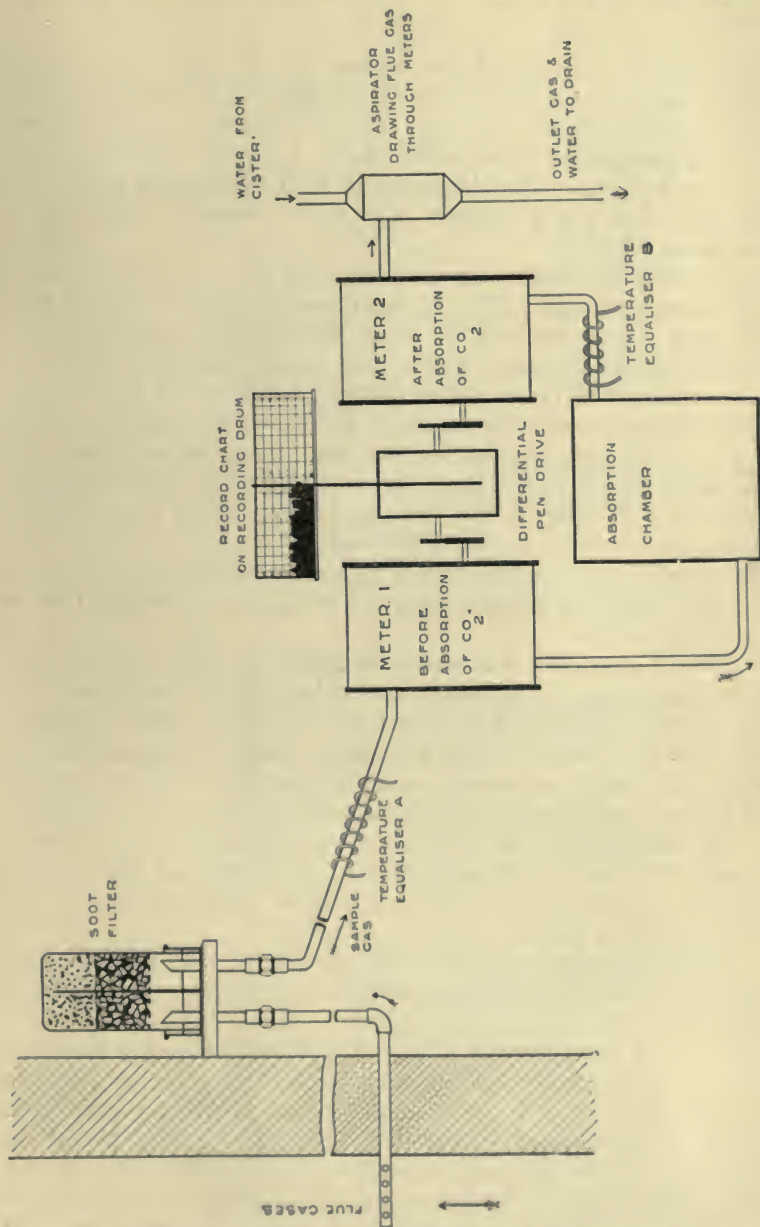 SOOT
FILTER
FLUE GASES
SAMPLE
GAS
TEMPERATURE
EQUALISER A
RECORD CHART
ON RECORDING DRUM
METER. 1
BEFORE
ABSORPTION
OF CO2.
DIFFERENTIAL
PEN DRIVE
METER 2
AFTER
ABSORPTION
OF CO2
WATER FROM
CISTER.
ASPIRATOR
DRAWING FLUE GAS
THROUGH METERS
OUTLET GAS &
WATER TO DRAIN
TEMPERATURE
EQUALISER B
ABSORPTION
CHAMBER